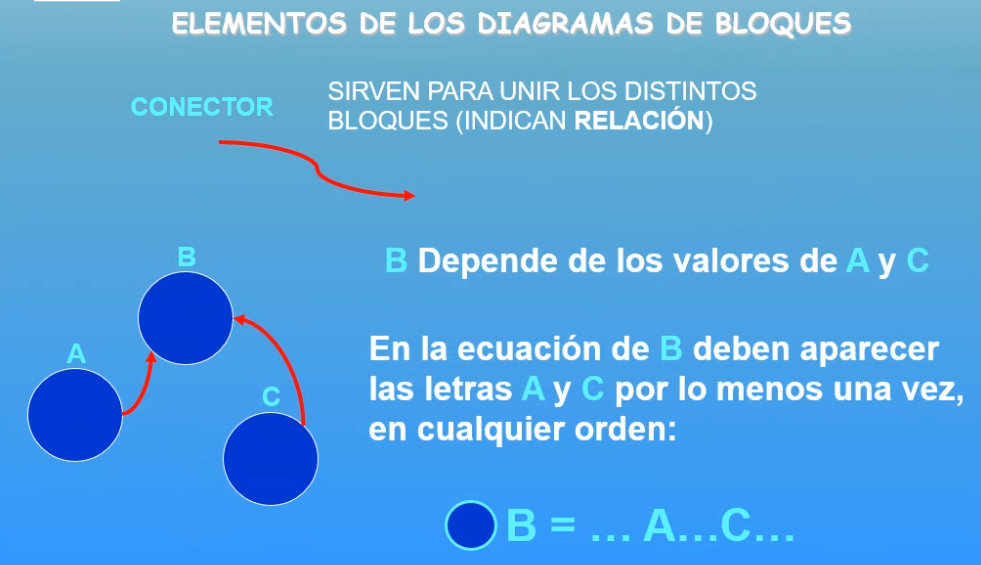 ELEMENTOS DE LOS DIAGRAMAS DE BLOQUES
CONECTOR
SIRVEN PARA UNIR LOS DISTINTOS
BLOQUES (INDICAN RELACIÓN)
B
B Depende de los valores de A y C
A
En la ecuación de B deben aparecer
las letras A y C por lo menos una vez,
en cualquier orden:
C
B = ... A...C...